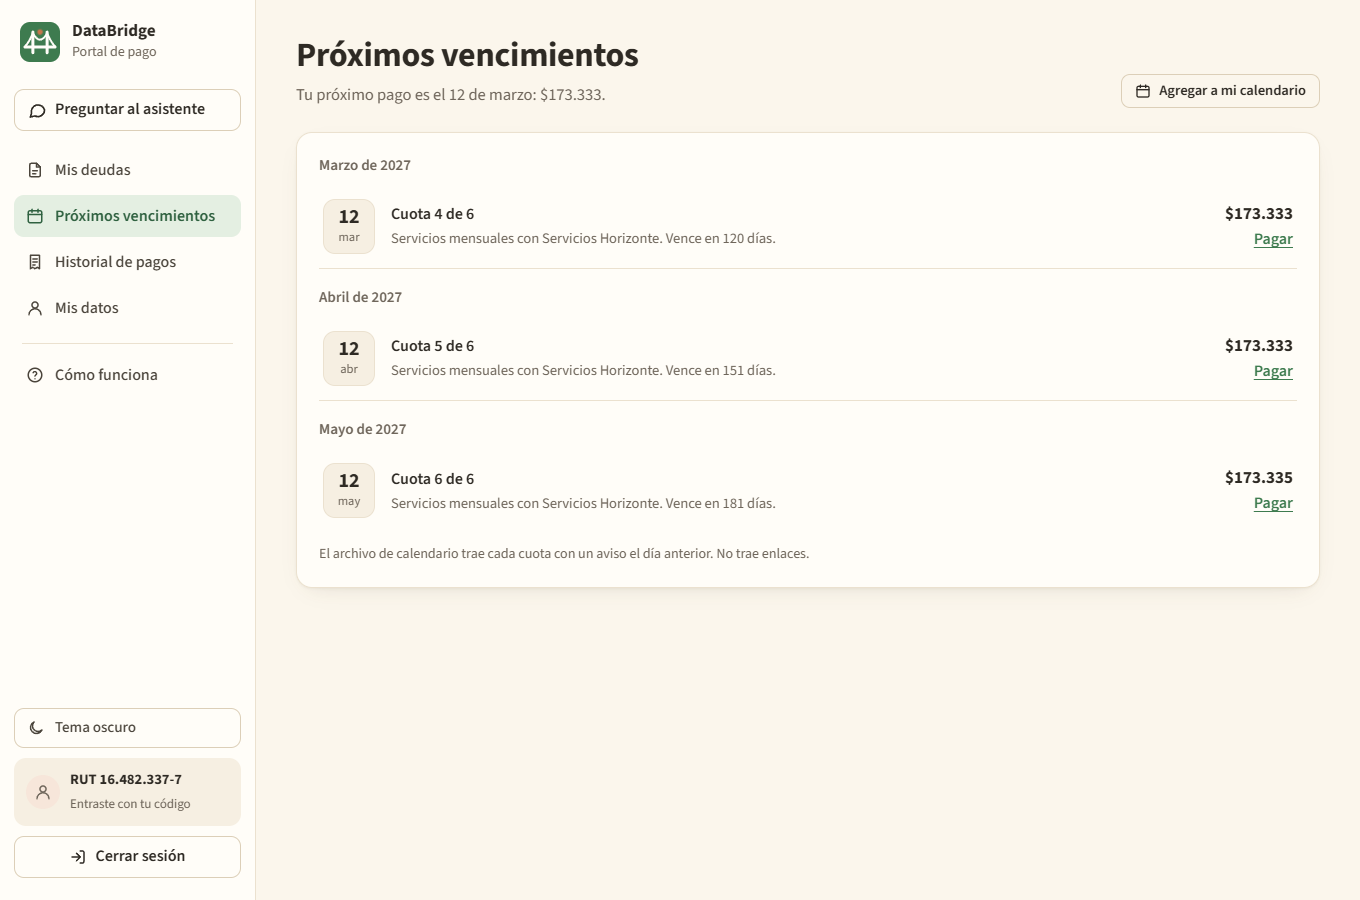 DataBridge
Portal de pago
Preguntar al asistente
Mis deudas
Próximos vencimientos
Historial de pagos
Mis datos
Cómo funciona
Tema oscuro
RUT 16.482.337-7
Entraste con tu código
Cerrar sesión
Próximos vencimientos
Tu próximo pago es el 12 de marzo: $173.333.
Agregar a mi calendario
Marzo de 2027
12 mar
Cuota 4 de 6
Servicios mensuales con Servicios Horizonte. Vence en 120 días.
$173.333
Pagar
Abril de 2027
12 abr
Cuota 5 de 6
Servicios mensuales con Servicios Horizonte. Vence en 151 días.
$173.333
Pagar
Mayo de 2027
12 may
Cuota 6 de 6
Servicios mensuales con Servicios Horizonte. Vence en 181 días.
$173.335
Pagar
El archivo de calendario trae cada cuota con un aviso el día anterior. No trae enlaces.